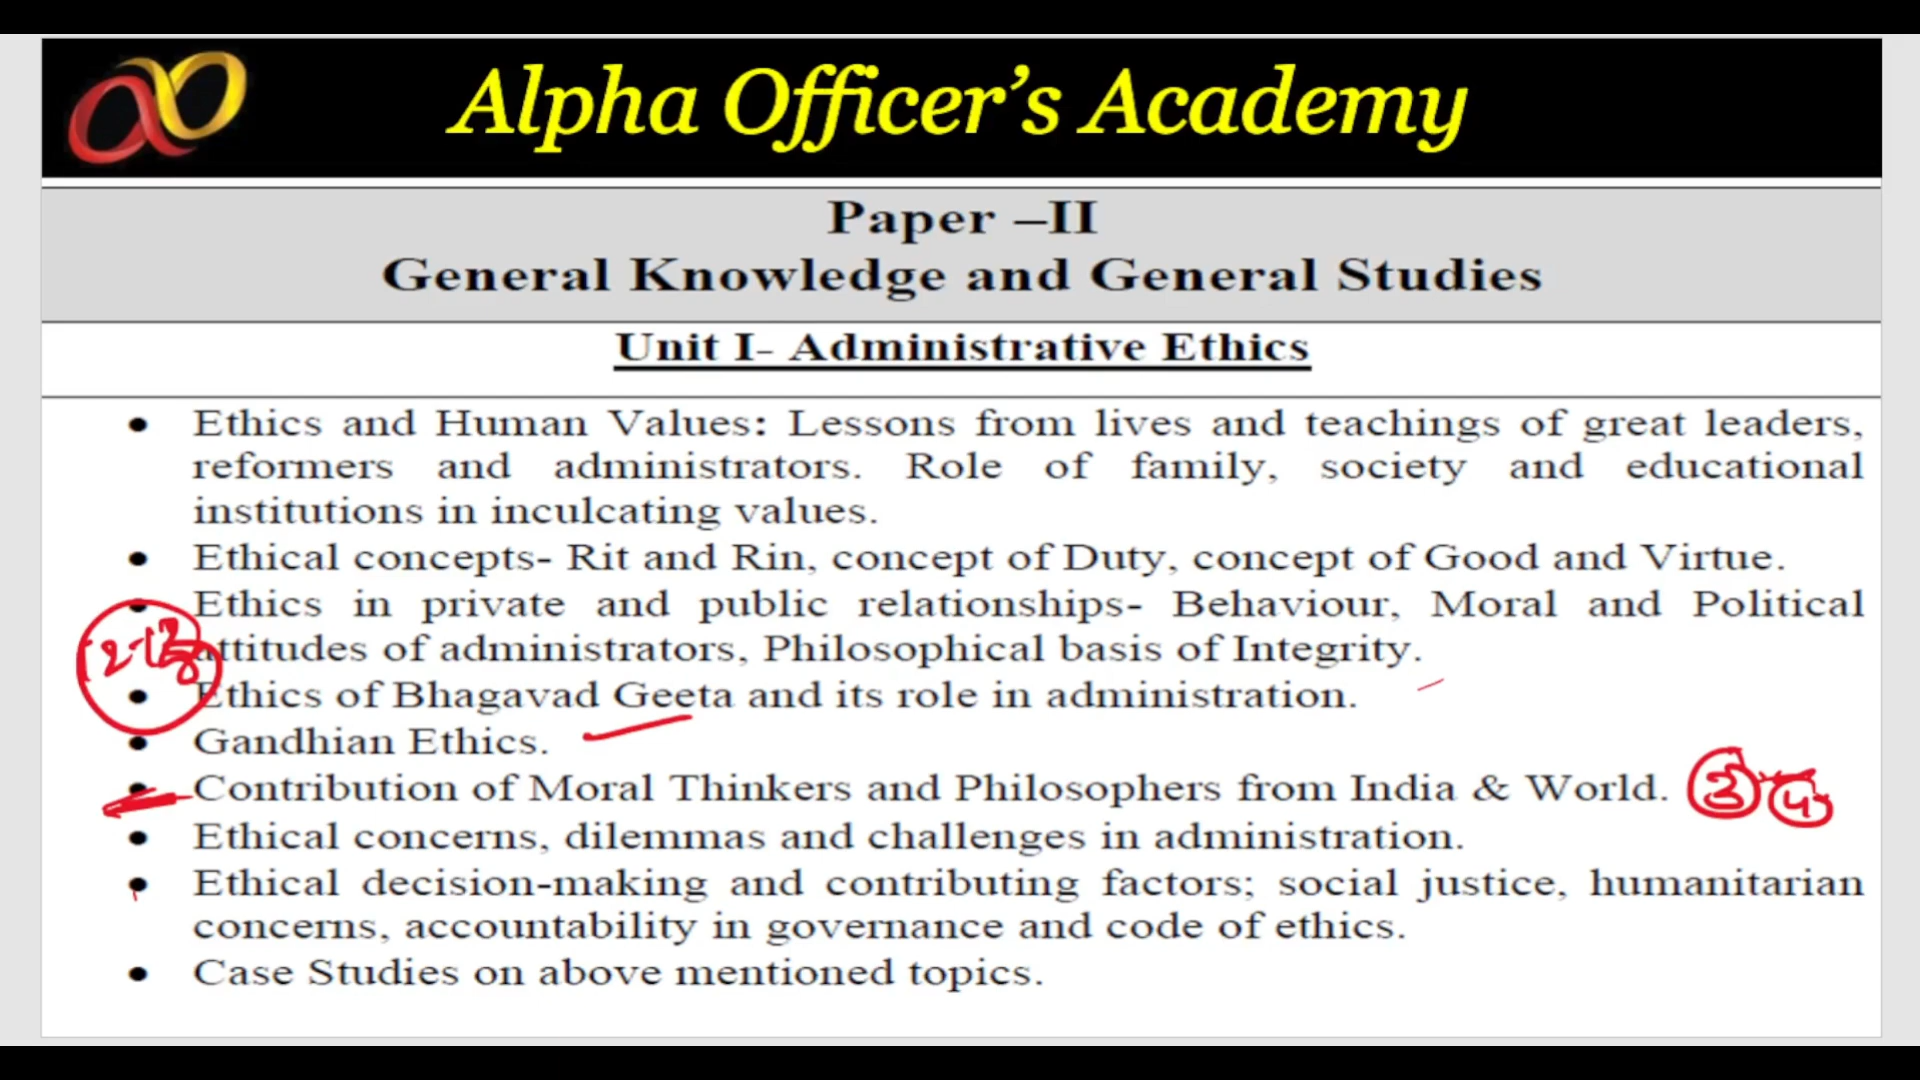 Alpha Officer’s Academy
Paper –II
General Knowledge and General Studies
Unit I- Administrative Ethics
• Ethics and Human Values: Lessons from lives and teachings of great leaders,
reformers and administrators. Role of family, society and educational
institutions in inculcating values.
• Ethical concepts- Rit and Rin, concept of Duty, concept of Good and Virtue.
• Ethics in private and public relationships- Behaviour, Moral and Political
attitudes of administrators, Philosophical basis of Integrity.
• Ethics of Bhagavad Geeta and its role in administration.
• Gandhian Ethics.
• Contribution of Moral Thinkers and Philosophers from India & World. 3 - 4
• Ethical concerns, dilemmas and challenges in administration.
• Ethical decision-making and contributing factors; social justice, humanitarian
concerns, accountability in governance and code of ethics.
• Case Studies on above mentioned topics.